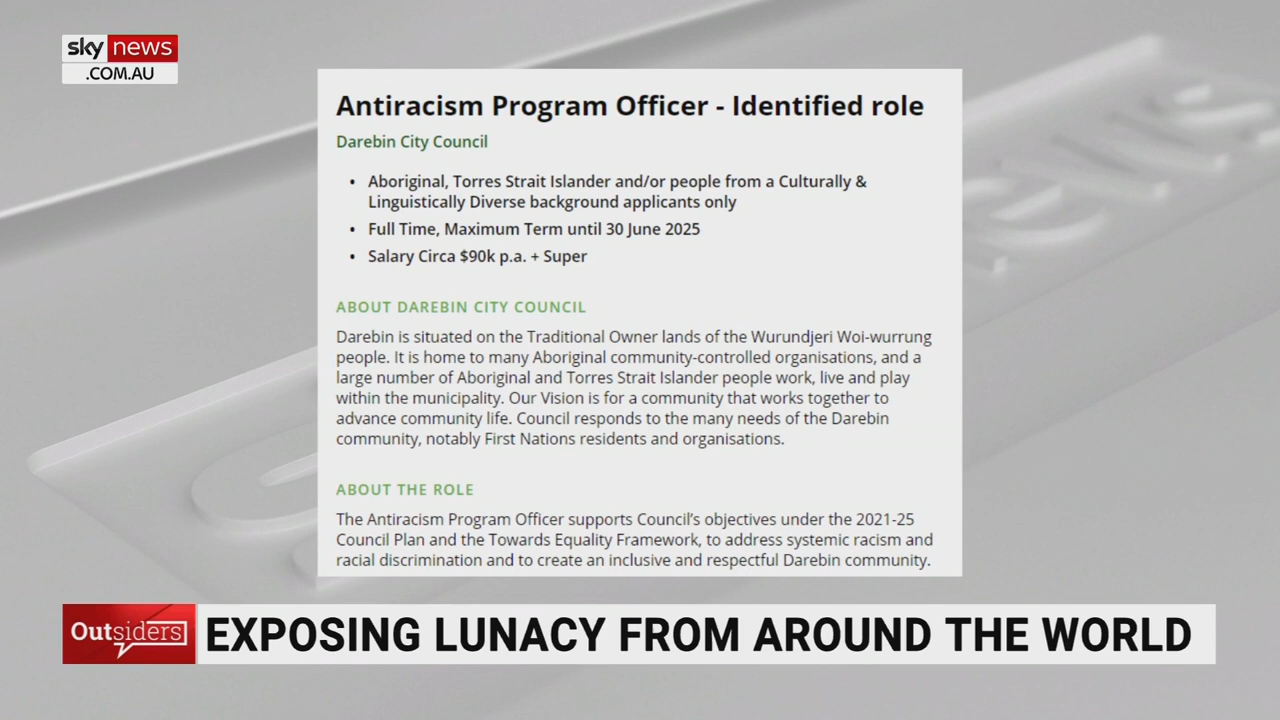 sky news
.COM.AU
Antiracism Program Officer - Identified role
Darebin City Council
• Aboriginal, Torres Strait Islander and/or people from a Culturally &
Linguistically Diverse background applicants only
• Full Time, Maximum Term until 30 June 2025
• Salary Circa $90k p.a. + Super
ABOUT DAREBIN CITY COUNCIL
Darebin is situated on the Traditional Owner lands of the Wurundjeri Woi-wurrung
people. It is home to many Aboriginal community-controlled organisations, and a
large number of Aboriginal and Torres Strait Islander people work, live and play
within the municipality. Our Vision is for a community that works together to
advance community life. Council responds to the many needs of the Darebin
community, notably First Nations residents and organisations.
ABOUT THE ROLE
The Antiracism Program Officer supports Council's objectives under the 2021-25
Council Plan and the Towards Equality Framework, to address systemic racism and
racial discrimination and to create an inclusive and respectful Darebin community.
Outsiders
EXPOSING LUNACY FROM AROUND THE WORLD